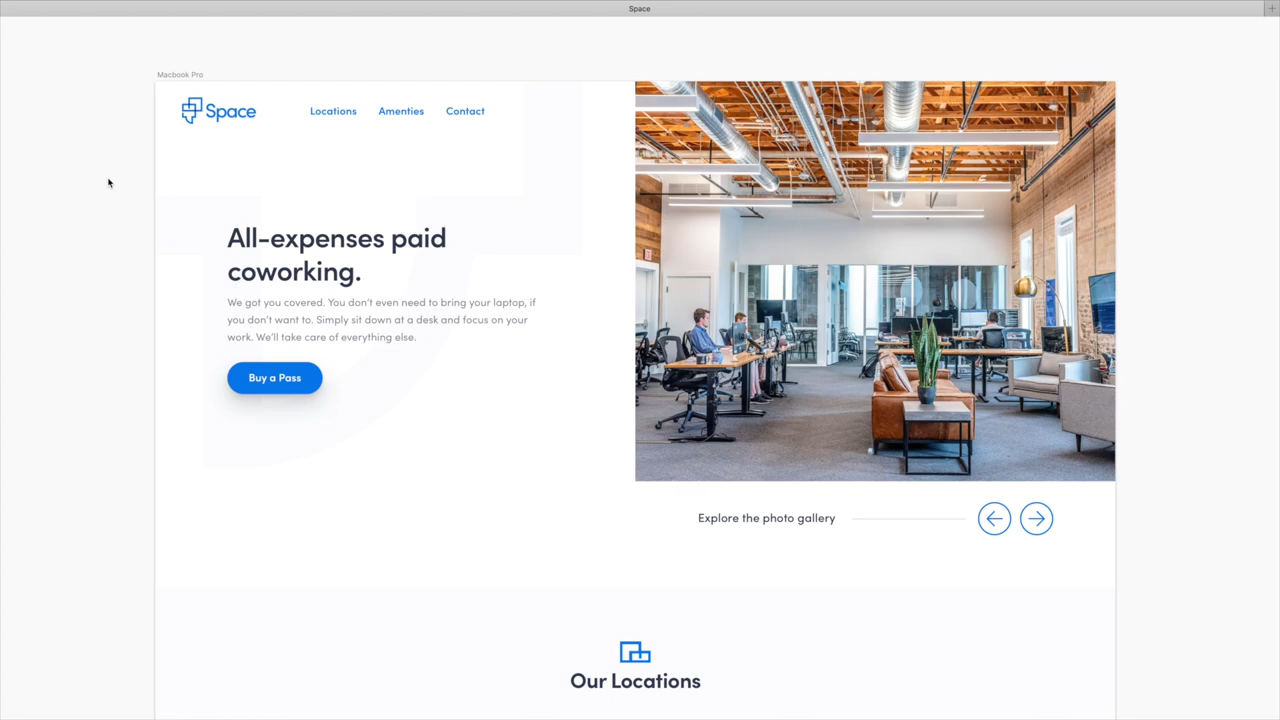 Space
Macbook Pro
Space
Locations
Amenties
Contact
All-expenses paid
coworking.
We got you covered. You don't even need to bring your laptop, if
you don't want to. Simply sit down at a desk and focus on your
work. We'll take care of everything else.
Buy a Pass
Explore the photo gallery
Our Locations